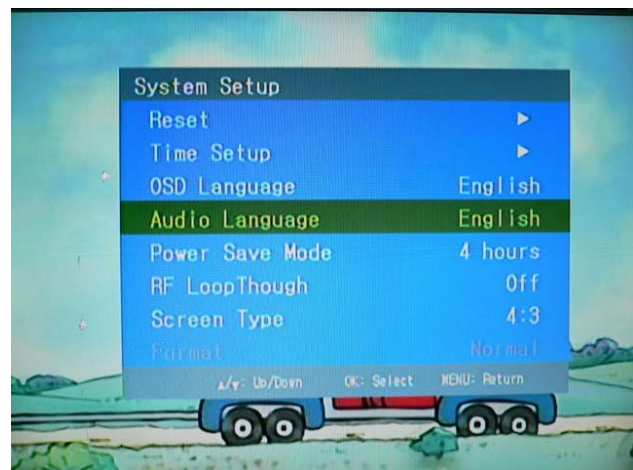 System Setup
Reset ▶
Time Setup ▶
OSD Language English
Audio Language English
Power Save Mode 4 hours
RF LoopThough Off
Screen Type 4:3
Format Normal
▲/▼: Up/Down OK: Select MENU: Return